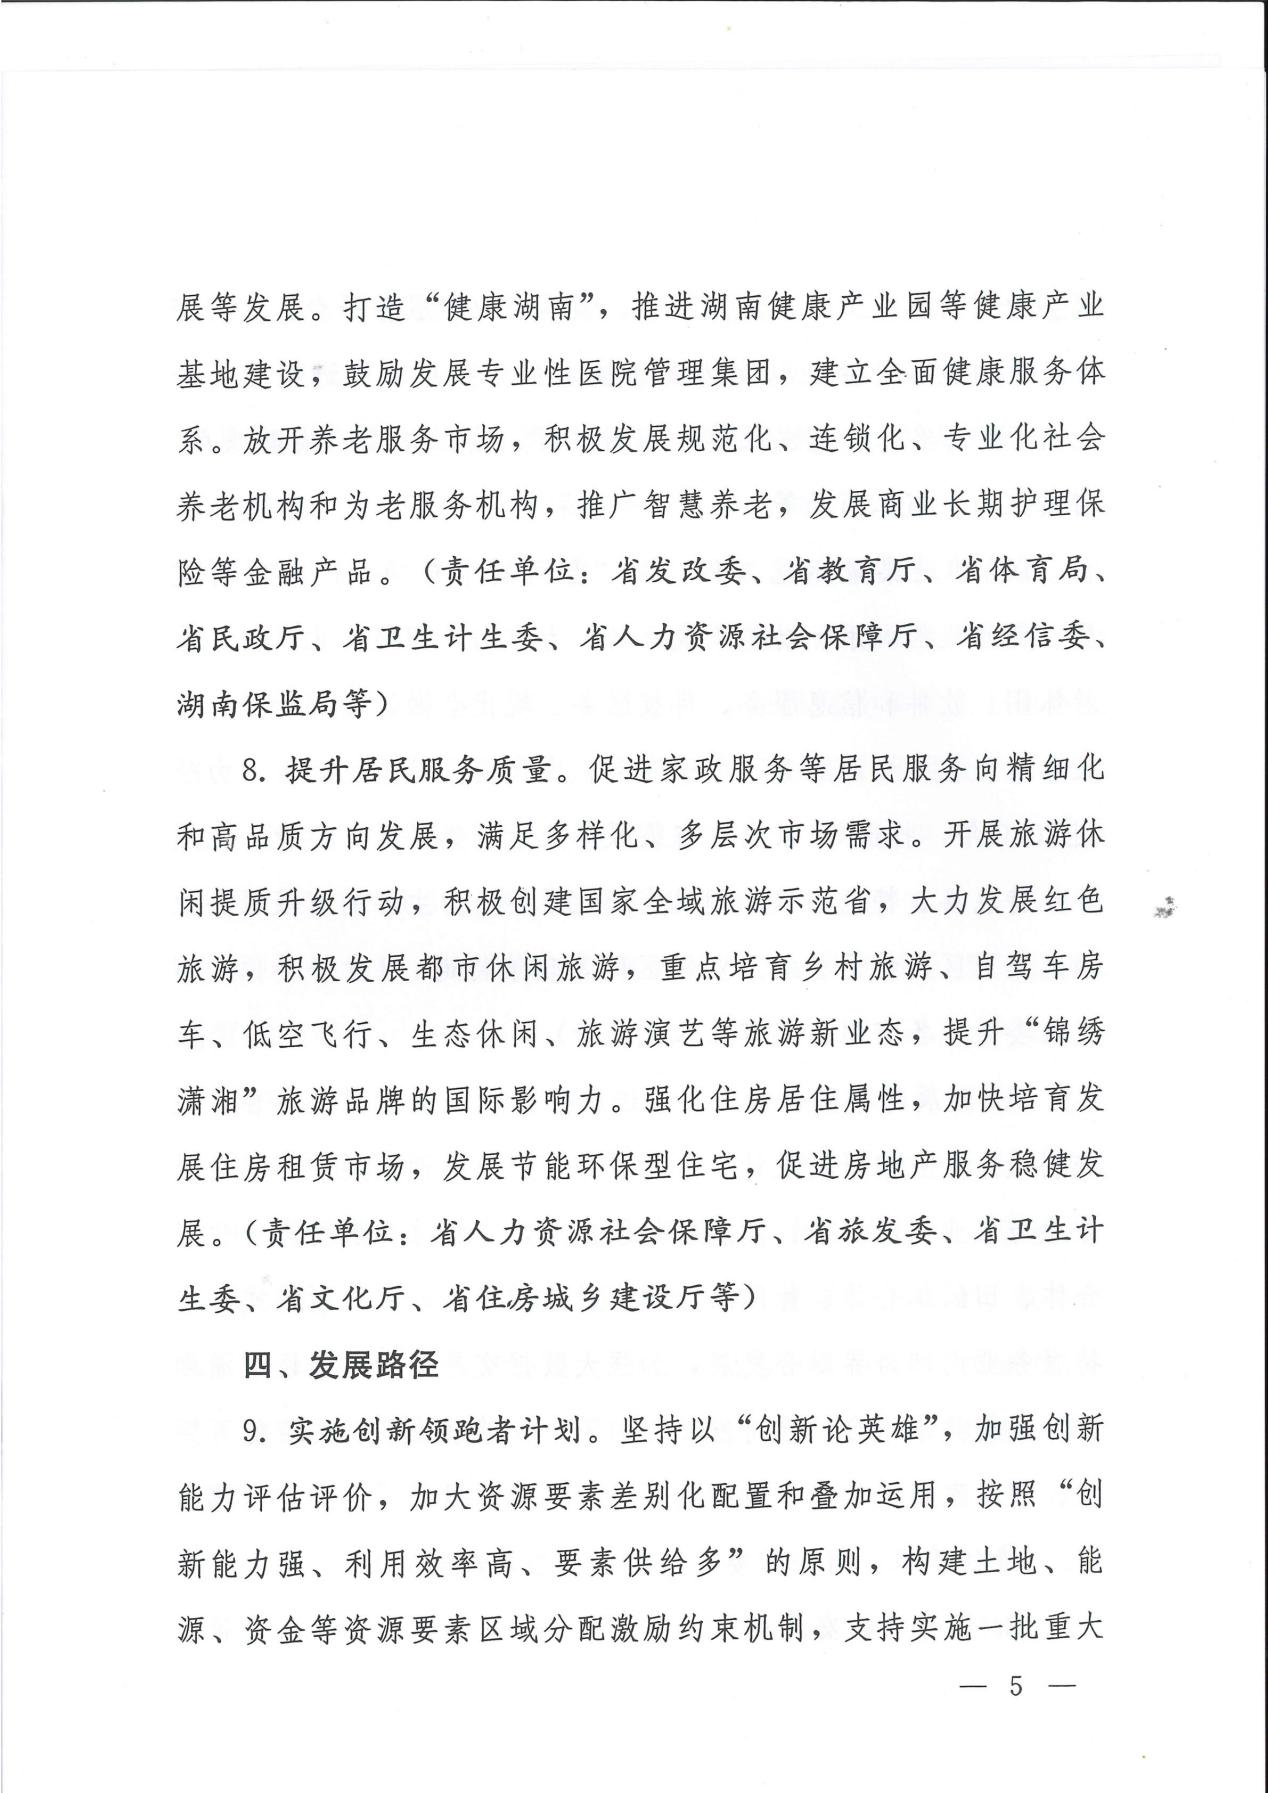 展等发展。打造“健康湖南”，推进湖南健康产业园等健康产业
基地建设，鼓励发展专业性医院管理集团，建立全面健康服务体
系。放开养老服务市场，积极发展规范化、连锁化、专业化社会
养老机构和为老服务机构，推广智慧养老，发展商业长期护理保
险等金融产品。（责任单位：省发改委、省教育厅、省体育局、
省民政厅、省卫生计生委、省人力资源社会保障厅、省经信委、
湖南保监局等）
8. 提升居民服务质量。促进家政服务等居民服务向精细化
和高品质方向发展，满足多样化、多层次市场需求。开展旅游休
闲提质升级行动，积极创建国家全域旅游示范省，大力发展红色
旅游，积极发展都市休闲旅游，重点培育乡村旅游、自驾车房
车、低空飞行、生态休闲、旅游演艺等旅游新业态，提升“锦绣
潇湘”旅游品牌的国际影响力。强化住房居住属性，加快培育发
展住房租赁市场，发展节能环保型住宅，促进房地产服务稳健发
展。（责任单位：省人力资源社会保障厅、省旅发委、省卫生计
生委、省文化厅、省住房城乡建设厅等）
四、发展路径
9. 实施创新领跑者计划。坚持以“创新论英雄”，加强创新
能力评估评价，加大资源要素差别化配置和叠加运用，按照“创
新能力强、利用效率高、要素供给多”的原则，构建土地、能
源、资金等资源要素区域分配激励约束机制，支持实施一批重大
— 5 —